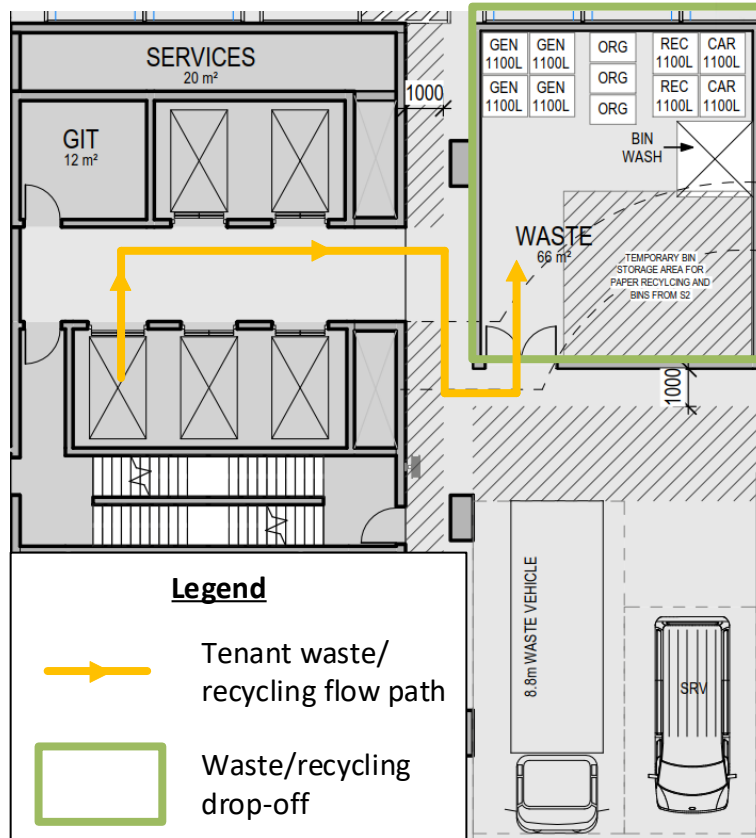 SERVICES
20 m²
GIT
12 m²
1000
GEN
1100L
GEN
1100L
ORG
REC
1100L
CAR
1100L
GEN
1100L
GEN
1100L
ORG
REC
1100L
CAR
1100L
ORG
BIN
WASH
WASTE
66 m²
TEMPORARY BIN
STORAGE AREA FOR
PAPER RECYLCING AND
BINS FROM S2
1000
8.8m WASTE VEHICLE
SRV
Legend
Tenant waste/
recycling flow path
Waste/recycling
drop-off